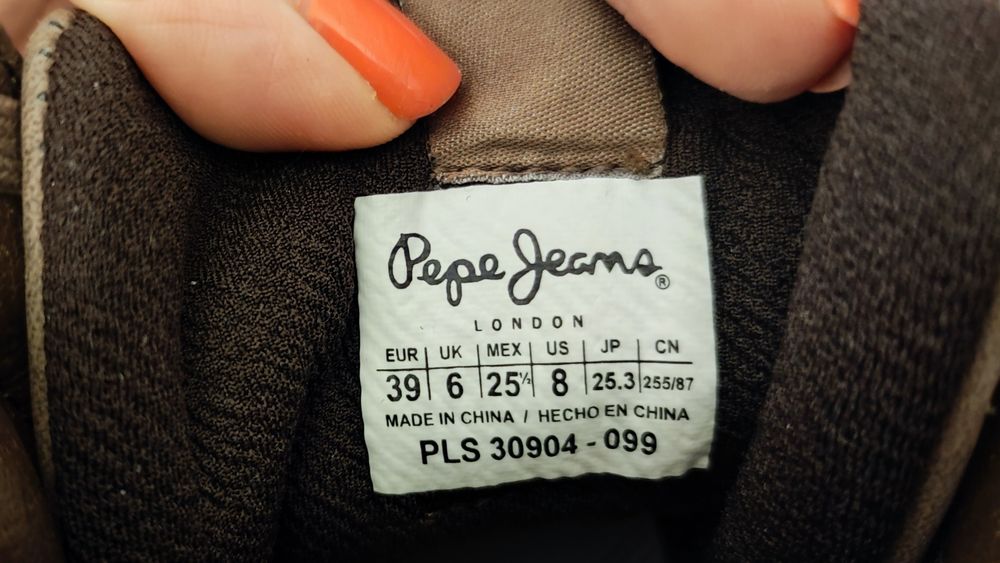 Pepe Jeans®
LONDON
EUR UK MEX US JP CN
39 6 25½ 8 25.3 255/87
MADE IN CHINA / HECHO EN CHINA
PLS 30904 - 099